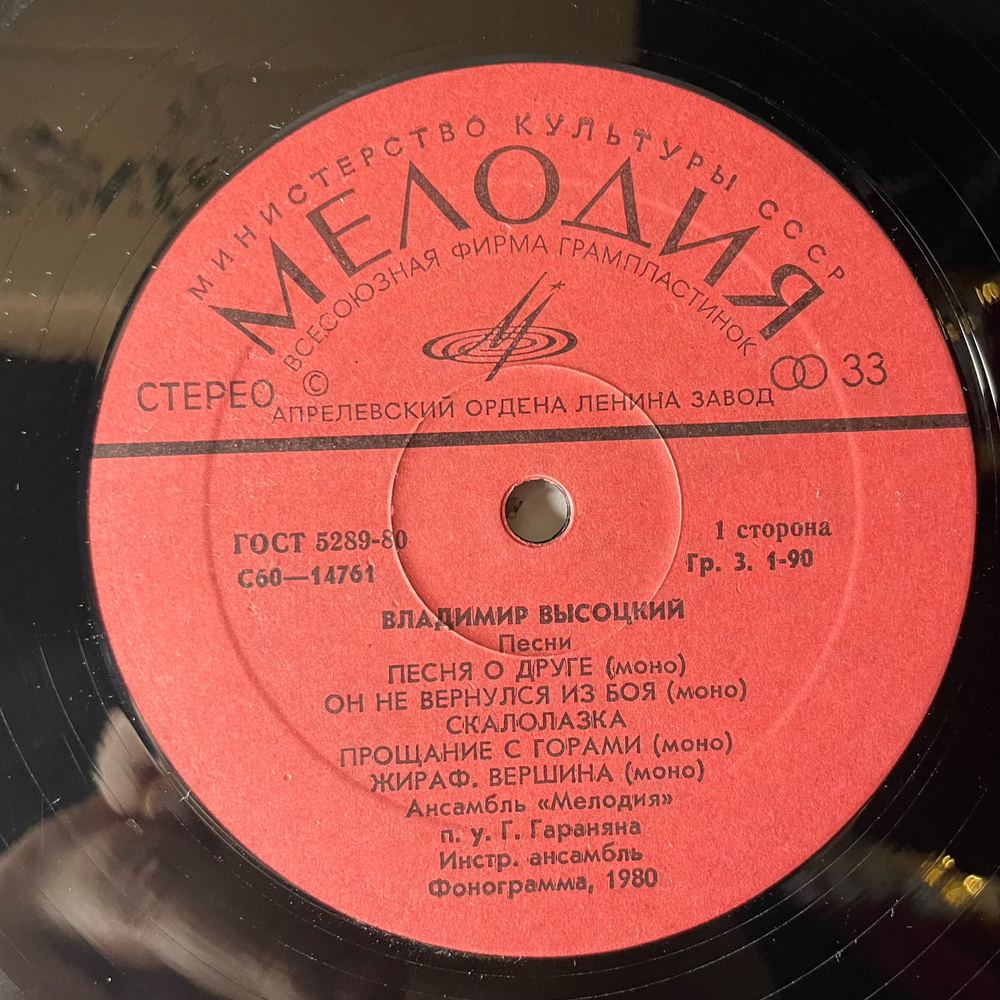 МИНИСТЕРСТВО КУЛЬТУРЫ СССР
МЕЛОДИЯ
ВСЕСОЮЗНАЯ ФИРМА ГРАМПЛАСТИНОК
СТЕРЕО © 33
АПРЕЛЕВСКИЙ ОРДЕНА ЛЕНИНА ЗАВОД
ГОСТ 5289-80 1 сторона
С60—14761 Гр. 3. 1-90
ВЛАДИМИР ВЫСОЦКИЙ
Песни
ПЕСНЯ О ДРУГЕ (моно)
ОН НЕ ВЕРНУЛСЯ ИЗ БОЯ (моно)
СКАЛОЛАЗКА
ПРОЩАНИЕ С ГОРАМИ (моно)
ЖИРАФ. ВЕРШИНА (моно)
Ансамбль «Мелодия»
п. у. Г. Гараняна
Инстр. ансамбль
Фонограмма, 1980